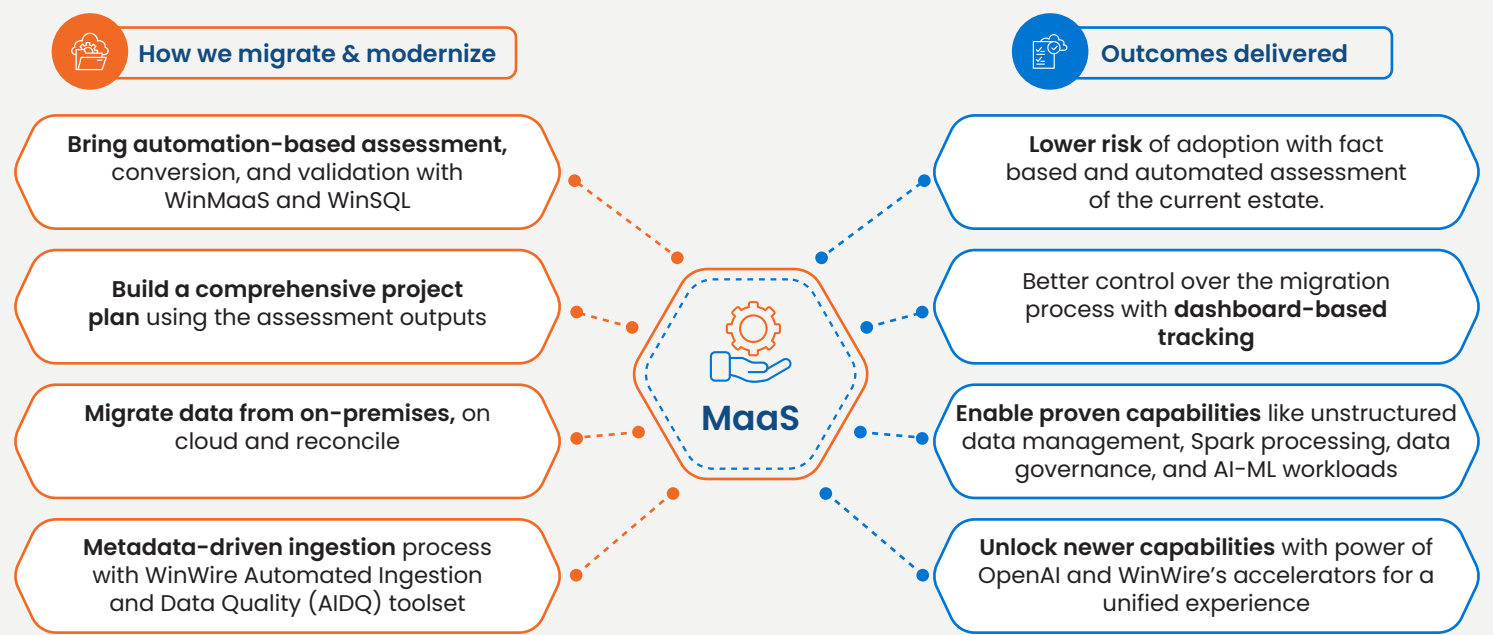 How we migrate & modernize
Bring automation-based assessment,
conversion, and validation with
WinMaaS and WinSQL
Build a comprehensive project
plan using the assessment outputs
Migrate data from on-premises, on
cloud and reconcile
Metadata-driven ingestion process
with WinWire Automated Ingestion
and Data Quality (AIDQ) toolset
MaaS
Outcomes delivered
Lower risk of adoption with fact
based and automated assessment
of the current estate.
Better control over the migration
process with dashboard-based
tracking
Enable proven capabilities like unstructured
data management, Spark processing, data
governance, and AI-ML workloads
Unlock newer capabilities with power of
OpenAI and WinWire’s accelerators for a
unified experience